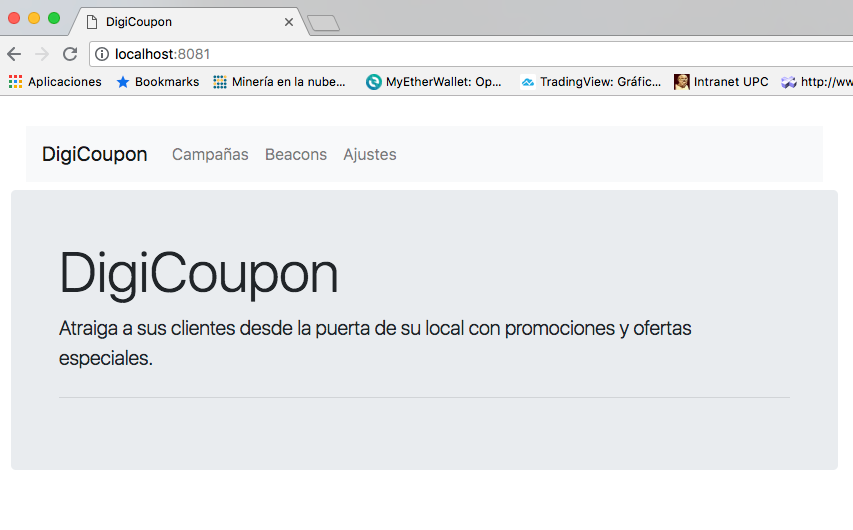 DigiCoupon
localhost:8081
Aplicaciones Bookmarks Minería en la nube... MyEtherWallet: Op... TradingView: Gráfic... Intranet UPC http://ww
DigiCoupon Campañas Beacons Ajustes
DigiCoupon
Atraiga a sus clientes desde la puerta de su local con promociones y ofertas
especiales.